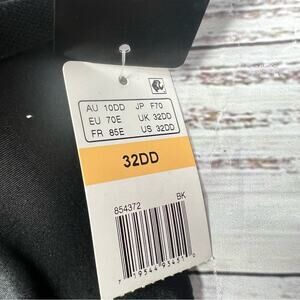 AU 10DD JP F70
EU 70E UK 32DD
FR 85E US 32DD
32DD
854372 BK